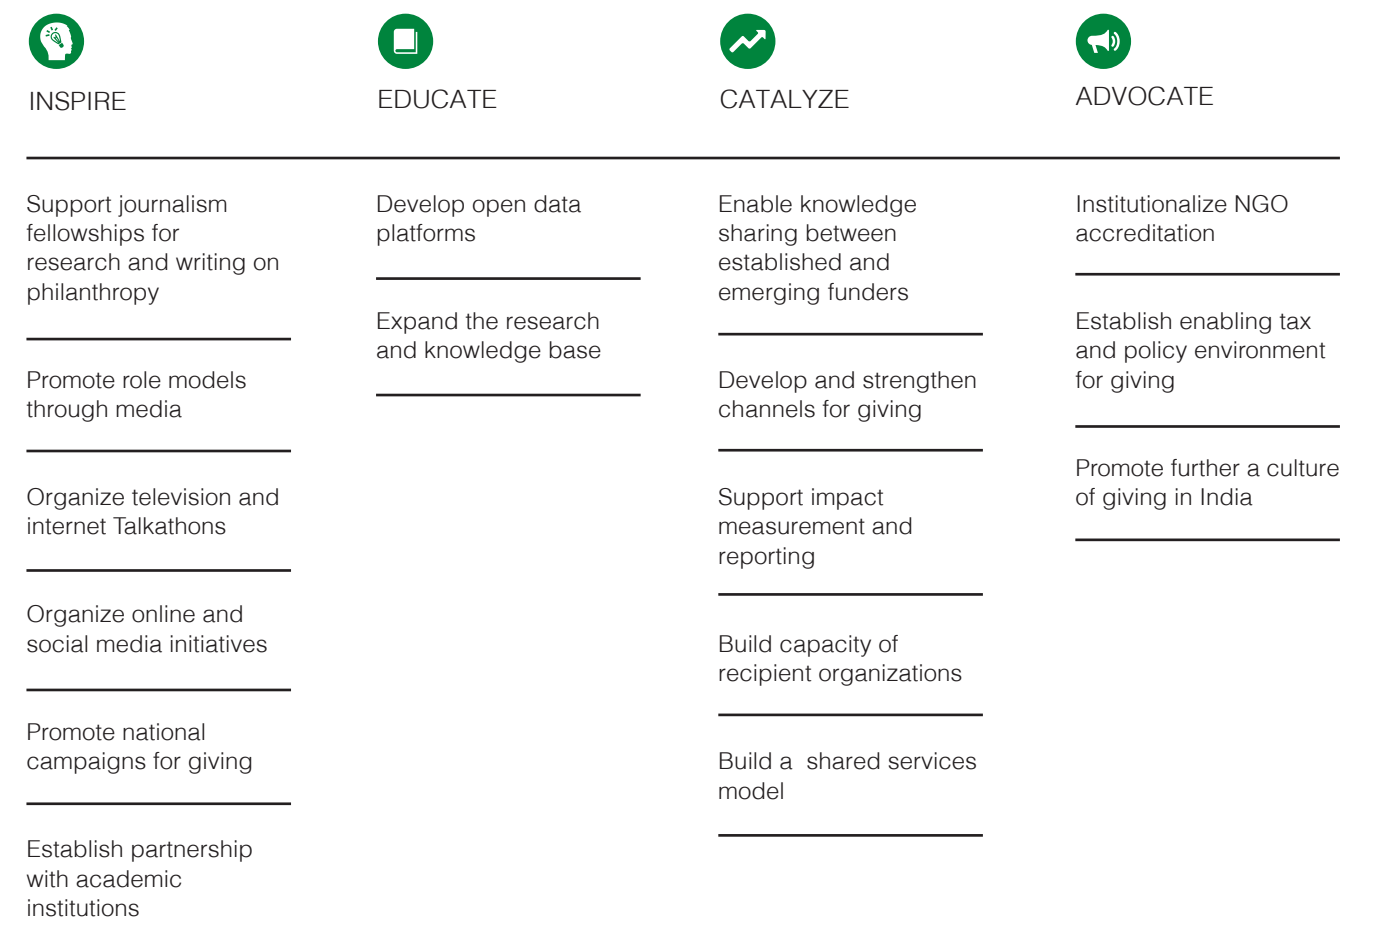 INSPIRE
Support journalism
fellowships for
research and writing on
philanthropy
Promote role models
through media
Organize television and
internet Talkathons
Organize online and
social media initiatives
Promote national
campaigns for giving
Establish partnership
with academic
institutions
EDUCATE
Develop open data
platforms
Expand the research
and knowledge base
CATALYZE
Enable knowledge
sharing between
established and
emerging funders
Develop and strengthen
channels for giving
Support impact
measurement and
reporting
Build capacity of
recipient organizations
Build a  shared services
model
ADVOCATE
Institutionalize NGO
accreditation
Establish enabling tax
and policy environment
for giving
Promote further a culture
of giving in India